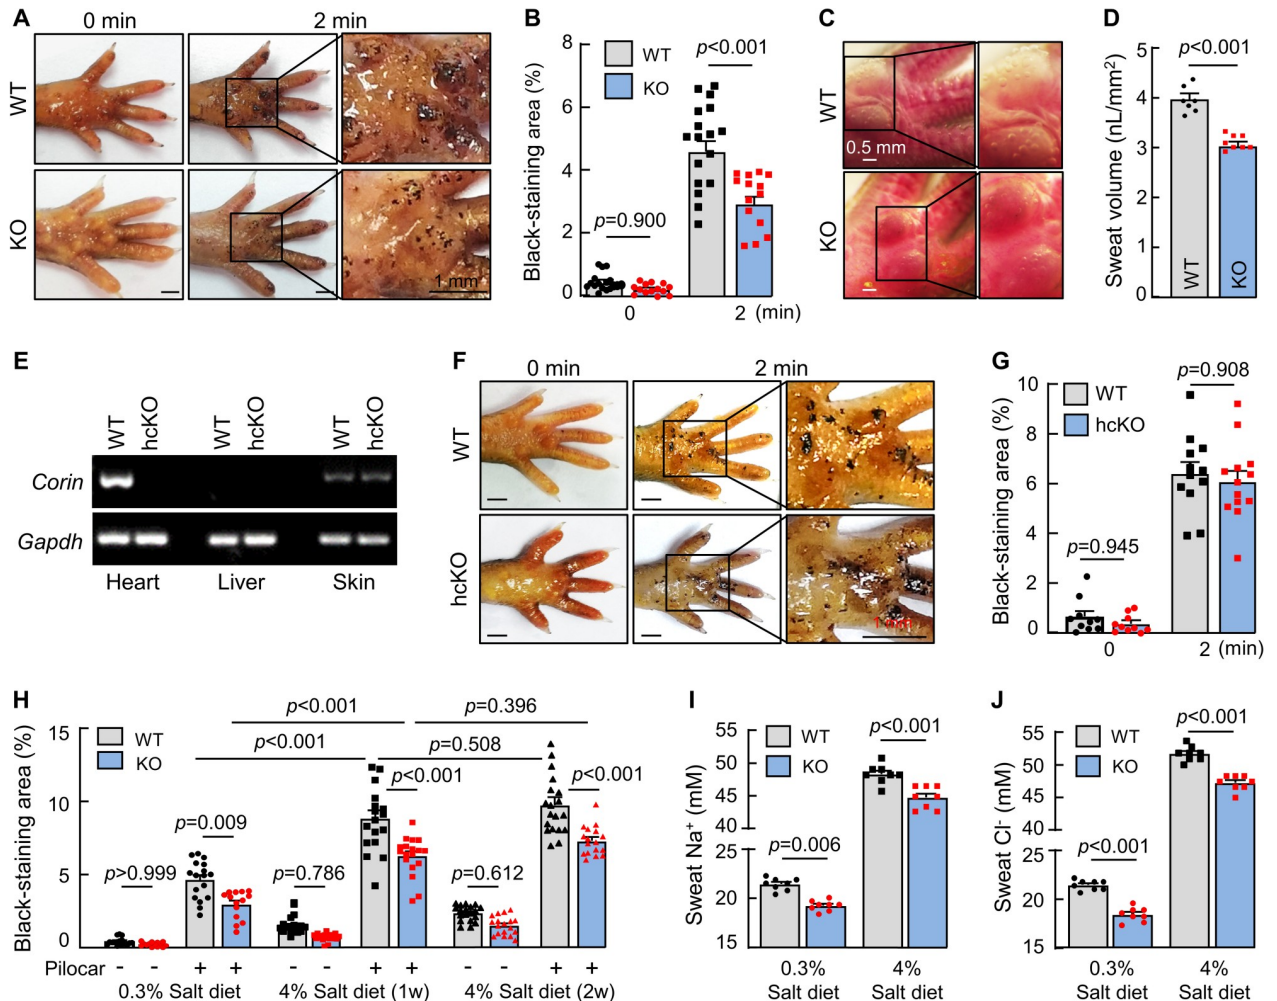 A
0 min
2 min
WT
KO
1 mm
B
Black-staining area (%)
8
6
4
2
0
WT
KO
p<0.001
p=0.900
0
2
(min)
C
WT
0.5 mm
KO
D
Sweat volume (nL/mm²)
5
4
3
2
1
0
p<0.001
WT
KO
E
WT
hcKO
WT
hcKO
WT
hcKO
Corin
Gapdh
Heart
Liver
Skin
F
0 min
2 min
WT
hcKO
1 mm
G
Black-staining area (%)
10
8
6
4
2
0
WT
hcKO
p=0.908
p=0.945
0
2
(min)
H
Black-staining area (%)
15
10
5
0
WT
KO
p<0.001
p=0.396
p<0.001
p=0.508
p<0.001
p<0.001
p=0.009
p>0.999
p=0.786
p=0.612
Pilocar - - + + - - + + - - + +
0.3% Salt diet
4% Salt diet (1w)
4% Salt diet (2w)
I
Sweat Na⁺ (mM)
55
50
45
40
25
20
15
WT
KO
p<0.001
p=0.006
0.3%
Salt diet
4%
Salt diet
J
Sweat Cl⁻ (mM)
55
50
45
40
25
20
15
WT
KO
p<0.001
p<0.001
0.3%
Salt diet
4%
Salt diet